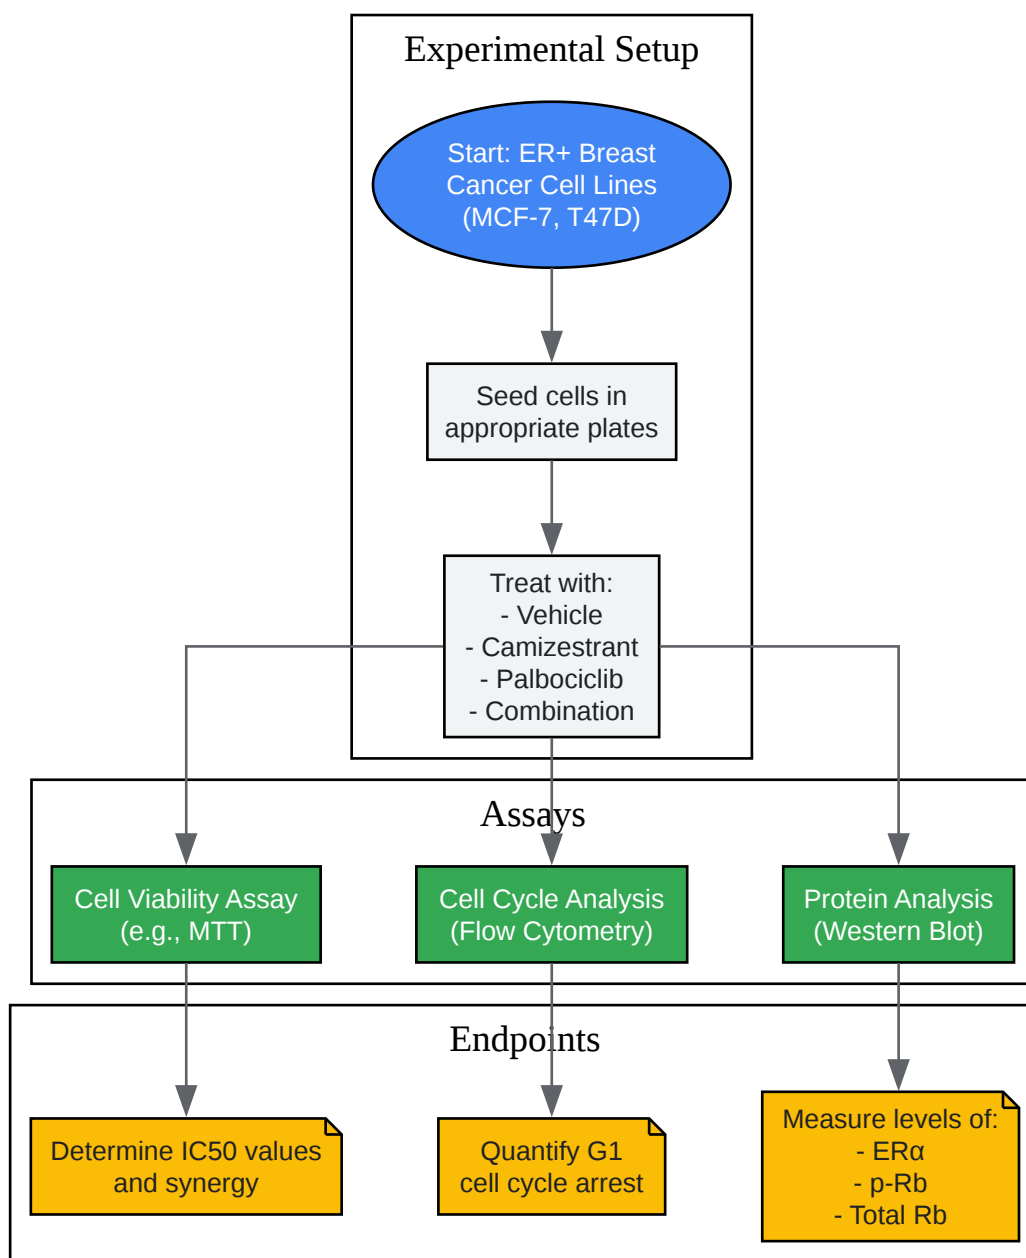 Experimental Setup
Start: ER+ Breast
Cancer Cell Lines
(MCF-7, T47D)
Seed cells in
appropriate plates
Treat with:
- Vehicle
- Camizestrant
- Palbociclib
- Combination
Assays
Cell Viability Assay
(e.g., MTT)
Cell Cycle Analysis
(Flow Cytometry)
Protein Analysis
(Western Blot)
Endpoints
Determine IC50 values
and synergy
Quantify G1
cell cycle arrest
Measure levels of:
- ERα
- p-Rb
- Total Rb